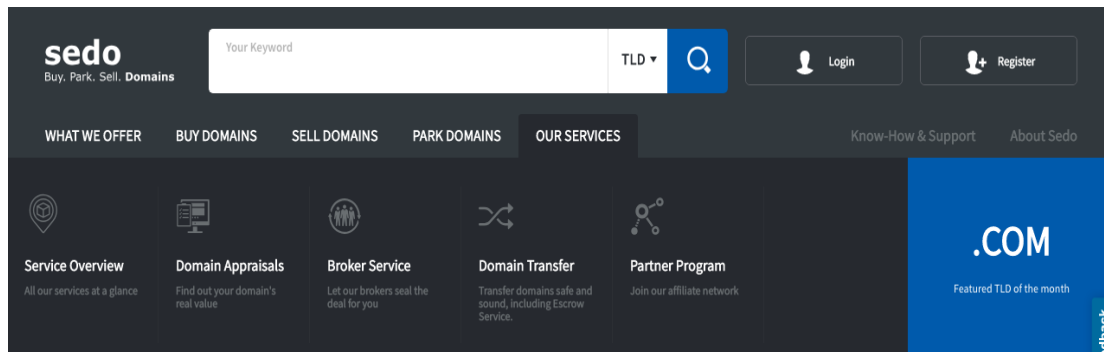 sedo
Buy. Park. Sell. Domains
Your Keyword
TLD
Login
Register
WHAT WE OFFER
BUY DOMAINS
SELL DOMAINS
PARK DOMAINS
OUR SERVICES
Know-How & Support
About Sedo
Service Overview
All our services at a glance
Domain Appraisals
Find out your domain's
real value
Broker Service
Let our brokers seal the
deal for you
Domain Transfer
Transfer domains safe and
sound, including Escrow
Service.
Partner Program
Join our affiliate network
.COM
Featured TLD of the month